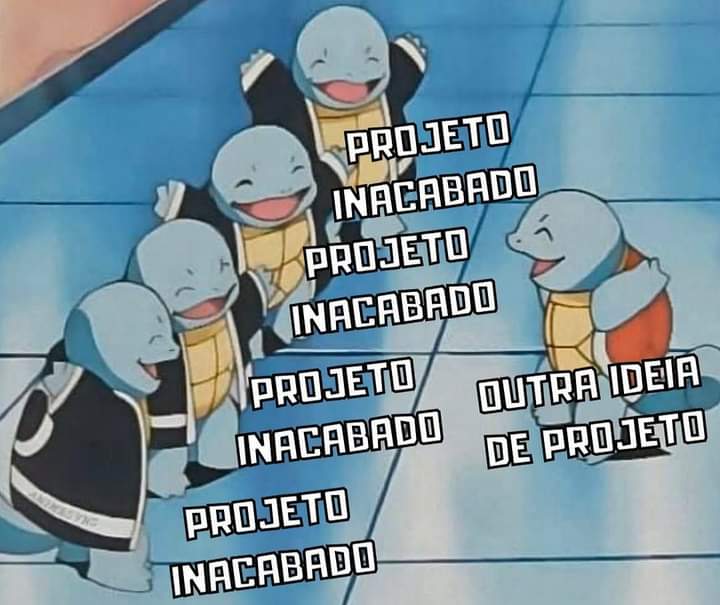 PROJETO
INACABADO
PROJETO
INACABADO
PROJETO
INACABADO
OUTRA IDEIA
DE PROJETO
PROJETO
INACABADO